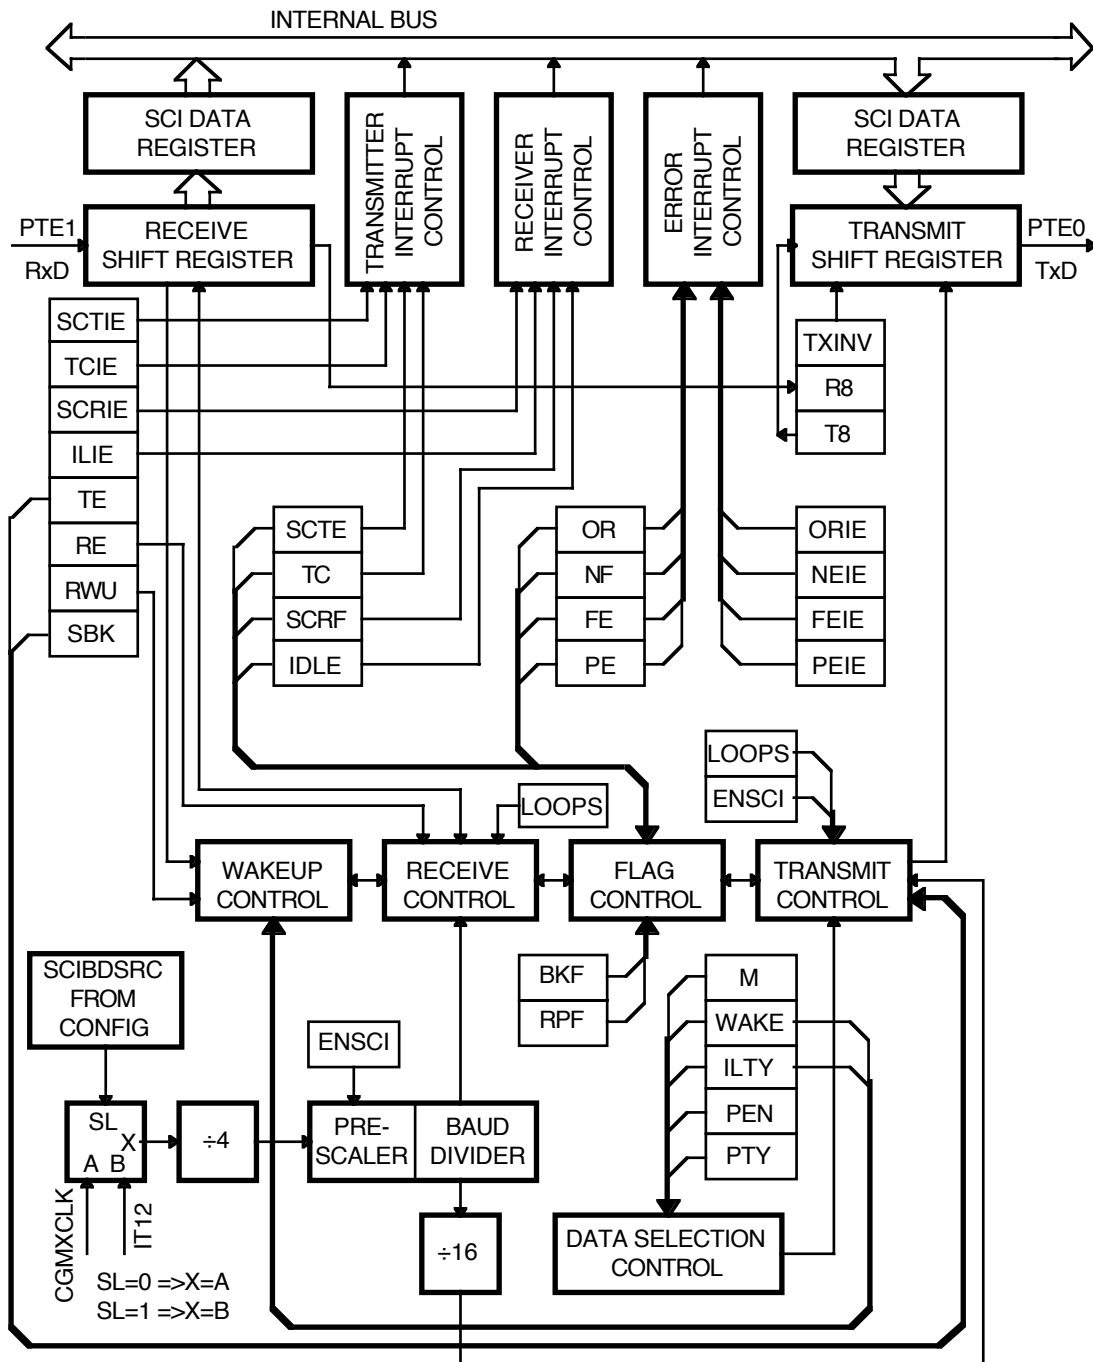 INTERNAL BUS
SCI DATA
REGISTER
TRANSMITTER
INTERRUPT
CONTROL
RECEIVER
INTERRUPT
CONTROL
ERROR
INTERRUPT
CONTROL
SCI DATA
REGISTER
PTE1
RxD
RECEIVE
SHIFT REGISTER
TRANSMIT
SHIFT REGISTER
PTE0
TxD
SCTIE
TCIE
SCRIE
ILIE
TE
RE
RWU
SBK
TXINV
R8
T8
SCTE
TC
SCRF
IDLE
OR
NF
FE
PE
ORIE
NEIE
FEIE
PEIE
LOOPS
ENSCI
LOOPS
WAKEUP
CONTROL
RECEIVE
CONTROL
FLAG
CONTROL
TRANSMIT
CONTROL
SCIBDSRC
FROM
CONFIG
BKF
RPF
M
WAKE
ILTY
PEN
PTY
ENSCI
SL
X
A B
÷4
PRE-
SCALER
BAUD
DIVIDER
CGMXCLK
IT12
÷16
DATA SELECTION
CONTROL
SL=0 =>X=A
SL=1 =>X=B